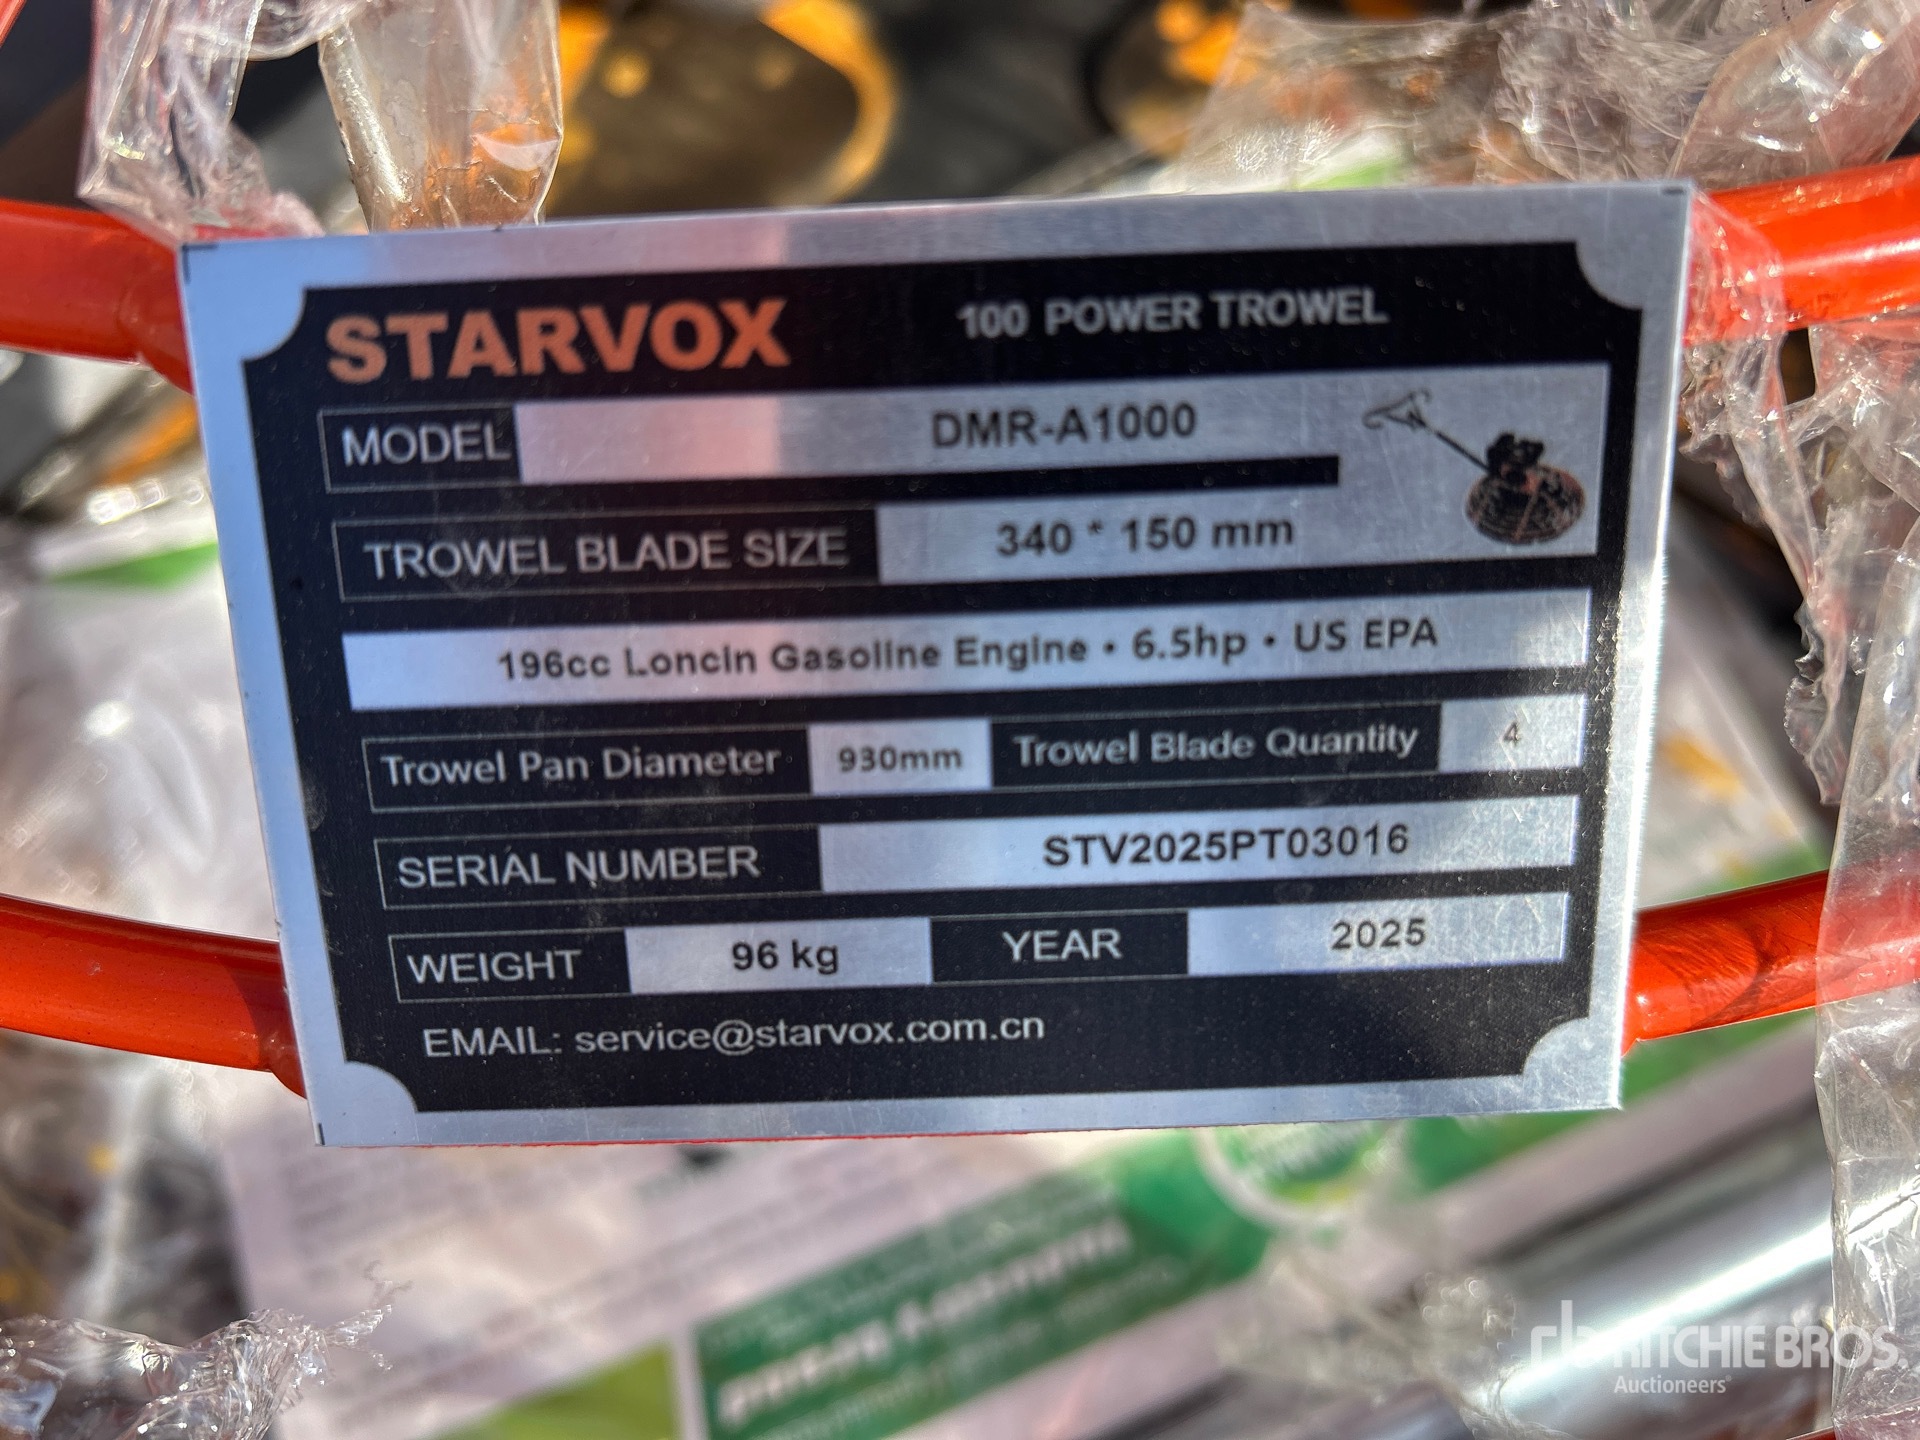 STARVOX
100 POWER TROWEL
MODEL DMR-A1000
TROWEL BLADE SIZE 340 * 150 mm
196cc Loncin Gasoline Engine • 6.5hp • US EPA
Trowel Pan Diameter 930mm Trowel Blade Quantity 4
SERIAL NUMBER STV2025PT03016
WEIGHT 96 kg YEAR 2025
EMAIL: service@starvox.com.cn
rb RITCHIE BROS.
Auctioneers